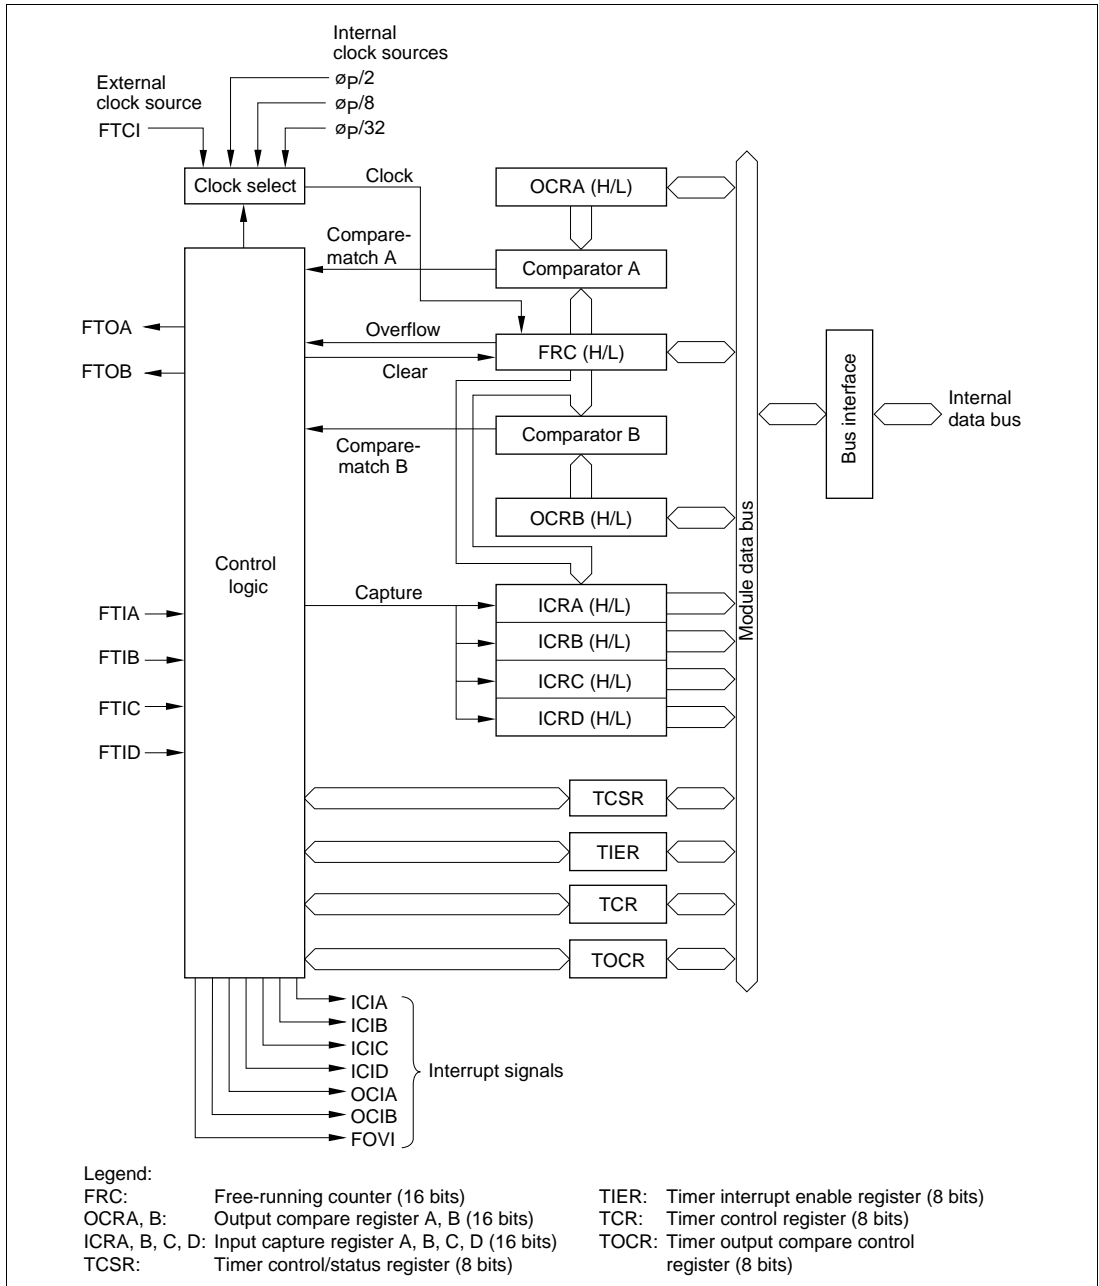 Internal
clock sources
External
clock source
FTCI
øP/2
øP/8
øP/32
Clock select
Clock
OCRA (H/L)
Compare-
match A
Comparator A
FTOA
Overflow
FRC (H/L)
FTOB
Clear
Bus interface
Internal
data bus
Compare-
match B
Comparator B
OCRB (H/L)
Module data bus
Control
logic
Capture
FTIA
FTIB
FTIC
FTID
ICRA (H/L)
ICRB (H/L)
ICRC (H/L)
ICRD (H/L)
TCSR
TIER
TCR
TOCR
ICIA
ICIB
ICIC
ICID
OCIA
OCIB
FOVI
Interrupt signals
Legend:
FRC: Free-running counter (16 bits)
OCRA, B: Output compare register A, B (16 bits)
ICRA, B, C, D: Input capture register A, B, C, D (16 bits)
TCSR: Timer control/status register (8 bits)
TIER: Timer interrupt enable register (8 bits)
TCR: Timer control register (8 bits)
TOCR: Timer output compare control
register (8 bits)